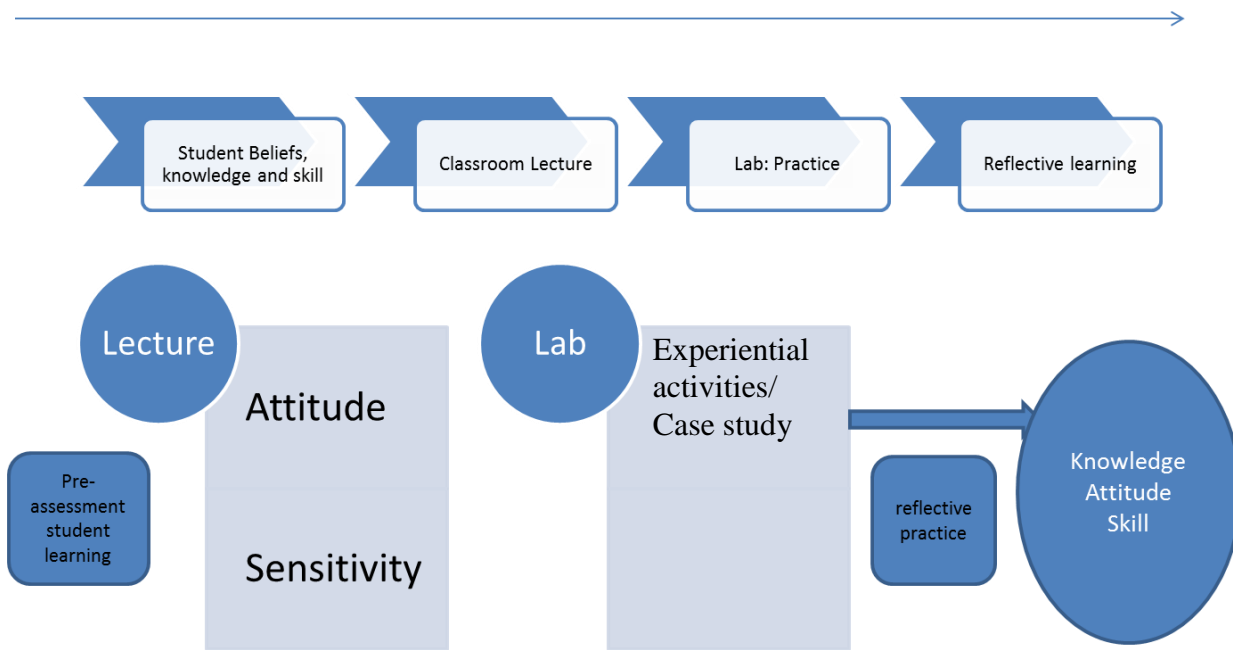 Student Beliefs,
knowledge and skill
Classroom Lecture
Lab: Practice
Reflective learning
Lecture
Attitude
Sensitivity
Pre-
assessment
student
learning
Lab
Experiential
activities/
Case study
reflective
practice
Knowledge
Attitude
Skill